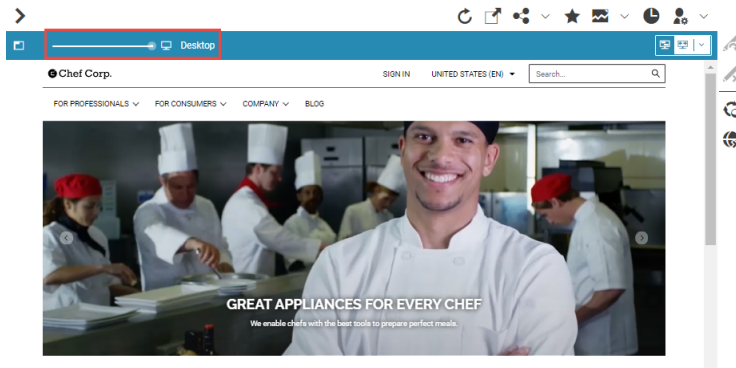 Desktop
Chef Corp.
SIGN IN UNITED STATES (EN) Search...
FOR PROFESSIONALS FOR CONSUMERS COMPANY BLOG
GREAT APPLIANCES FOR EVERY CHEF
We enable chefs with the best tools to prepare perfect meals.